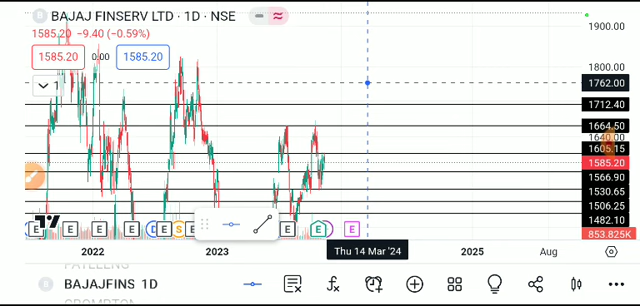 B BAJAJ FINSERV LTD · 1D · NSE
1585.20 −9.40 (−0.59%)
1585.20 0.00 1585.20
1
1900.00
1762.00
1712.40
1664.50
1640.00
1605.15
1585.20
1566.90
1530.65
1506.25
1482.10
853.825K
E E E D E S E E E E
2022 2023 Thu 14 Mar '24 2025 Aug
BAJAJFINS 1D